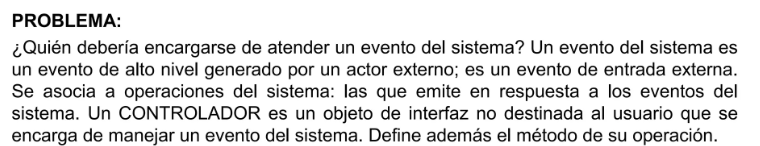 PROBLEMA:
¿Quién debería encargarse de atender un evento del sistema? Un evento del sistema es
un evento de alto nivel generado por un actor externo; es un evento de entrada externa.
Se asocia a operaciones del sistema: las que emite en respuesta a los eventos del
sistema. Un CONTROLADOR es un objeto de interfaz no destinada al usuario que se
encarga de manejar un evento del sistema. Define además el método de su operación.